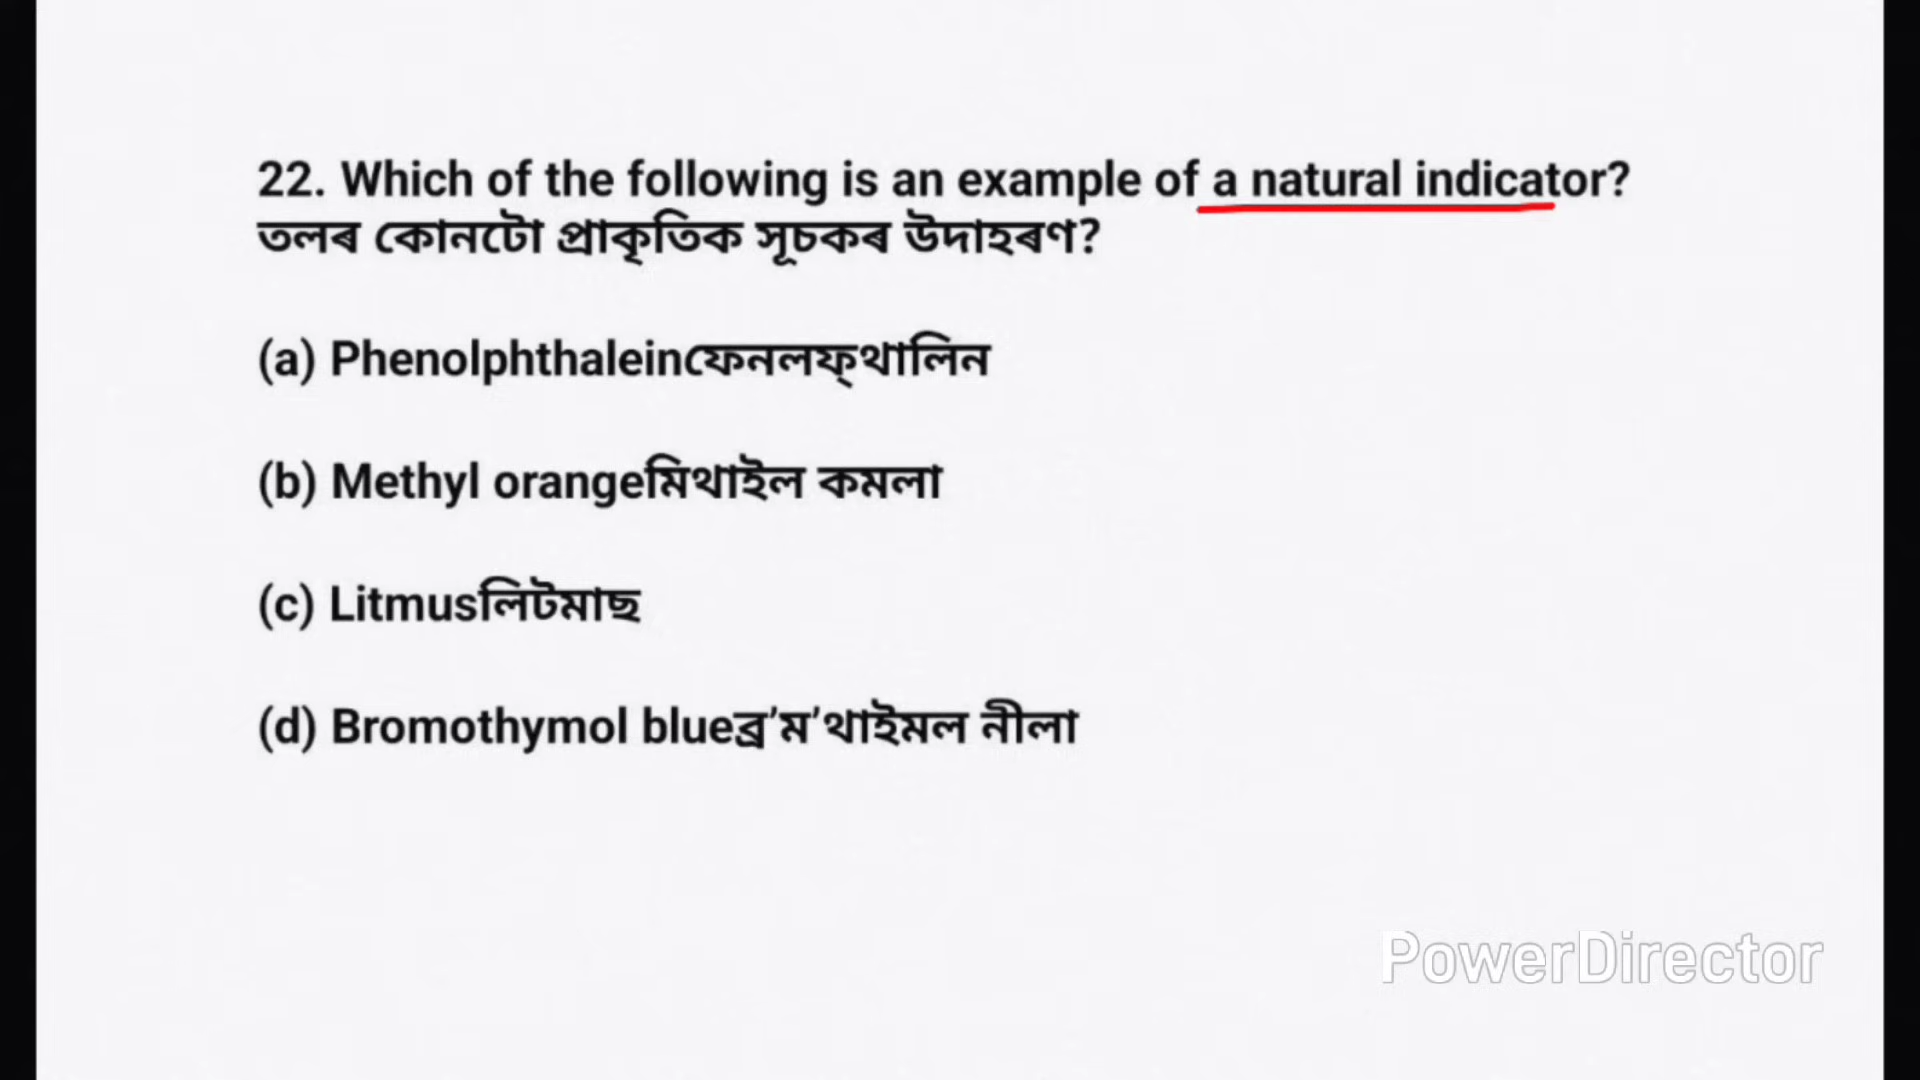 22. Which of the following is an example of a natural indicator?
তলৰ কোনটো প্ৰাকৃতিক সূচকৰ উদাহৰণ?
(a) Phenolphthaleinফেনলফ্থালিন
(b) Methyl orangeমিথাইল কমলা
(c) Litmusলিটমাছ
(d) Bromothymol blueব্ৰ'ম'থাইমল নীলা
PowerDirector